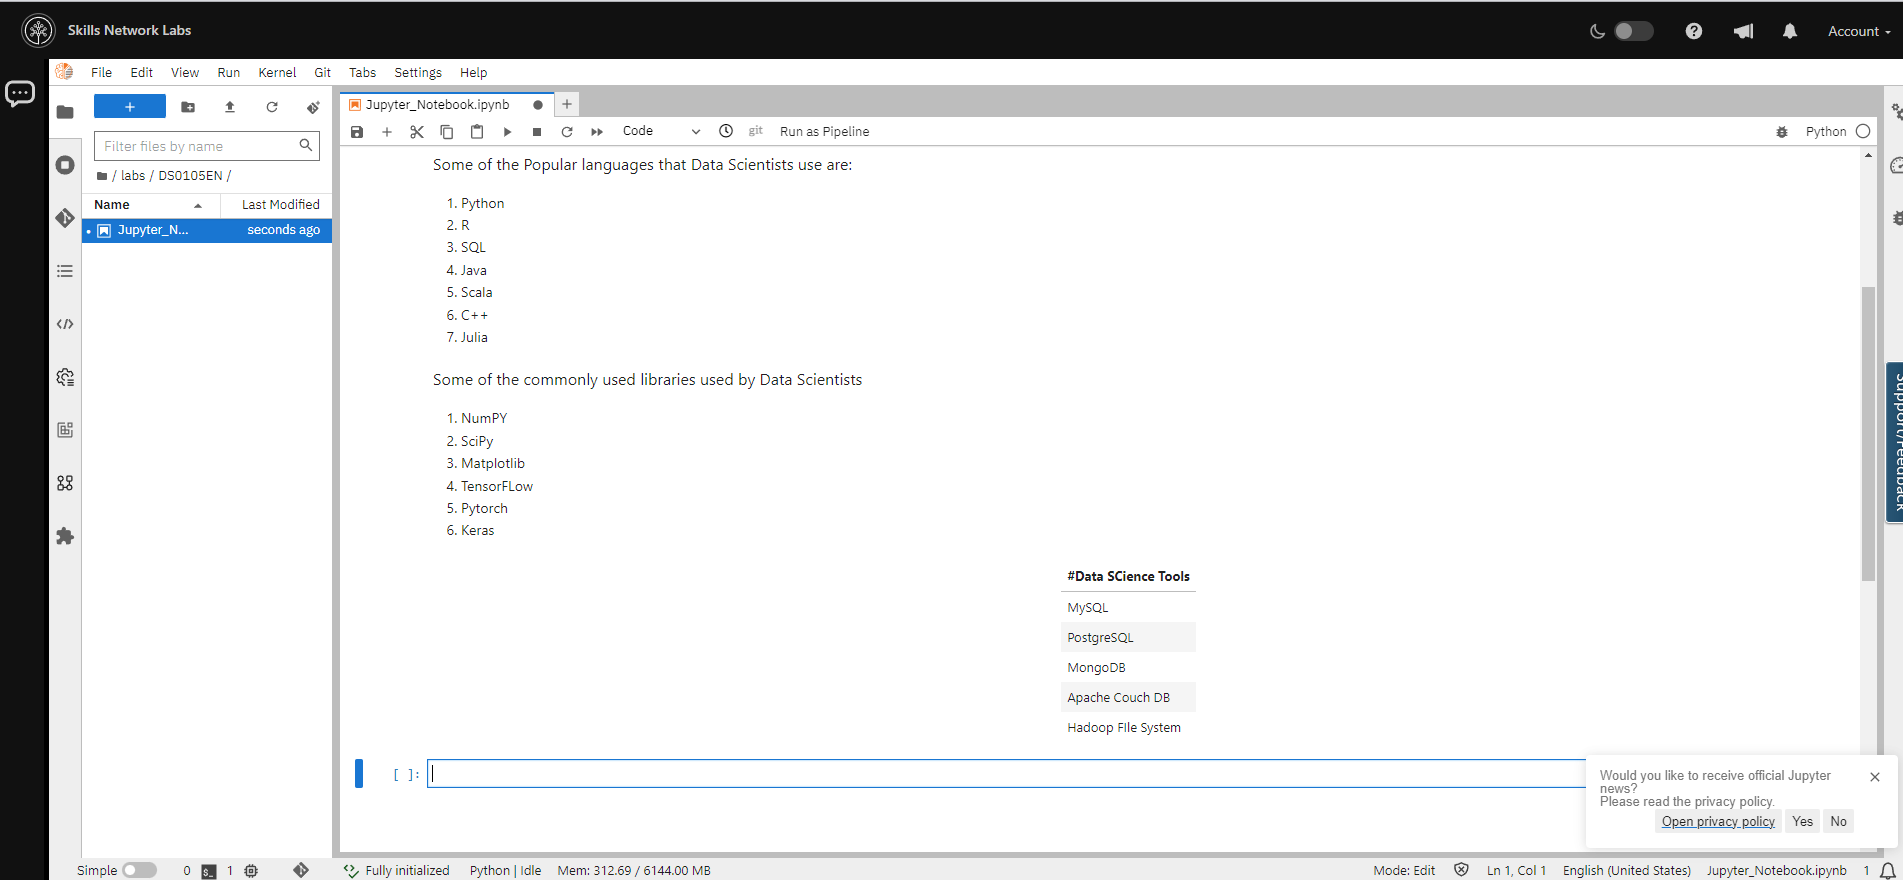 Skills Network Labs
Account
File Edit View Run Kernel Git Tabs Settings Help
+
Jupyter_Notebook.ipynb
Filter files by name
Code
git
Run as Pipeline
Python
/ labs / DS0105EN /
Name
Last Modified
Jupyter_N...
seconds ago
Some of the Popular languages that Data Scientists use are:
1. Python
2. R
3. SQL
4. Java
5. Scala
6. C++
7. Julia
Some of the commonly used libraries used by Data Scientists
1. NumPY
2. SciPy
3. Matplotlib
4. TensorFLow
5. Pytorch
6. Keras
#Data SCience Tools
MySQL
PostgreSQL
MongoDB
Apache Couch DB
Hadoop FIle System
[ ]:
Support/Feedback
Would you like to receive official Jupyter
news?
Please read the privacy policy.
Open privacy policy
Yes
No
Simple
0
1
Fully initialized
Python | Idle
Mem: 312.69 / 6144.00 MB
Mode: Edit
Ln 1, Col 1
English (United States)
Jupyter_Notebook.ipynb
1